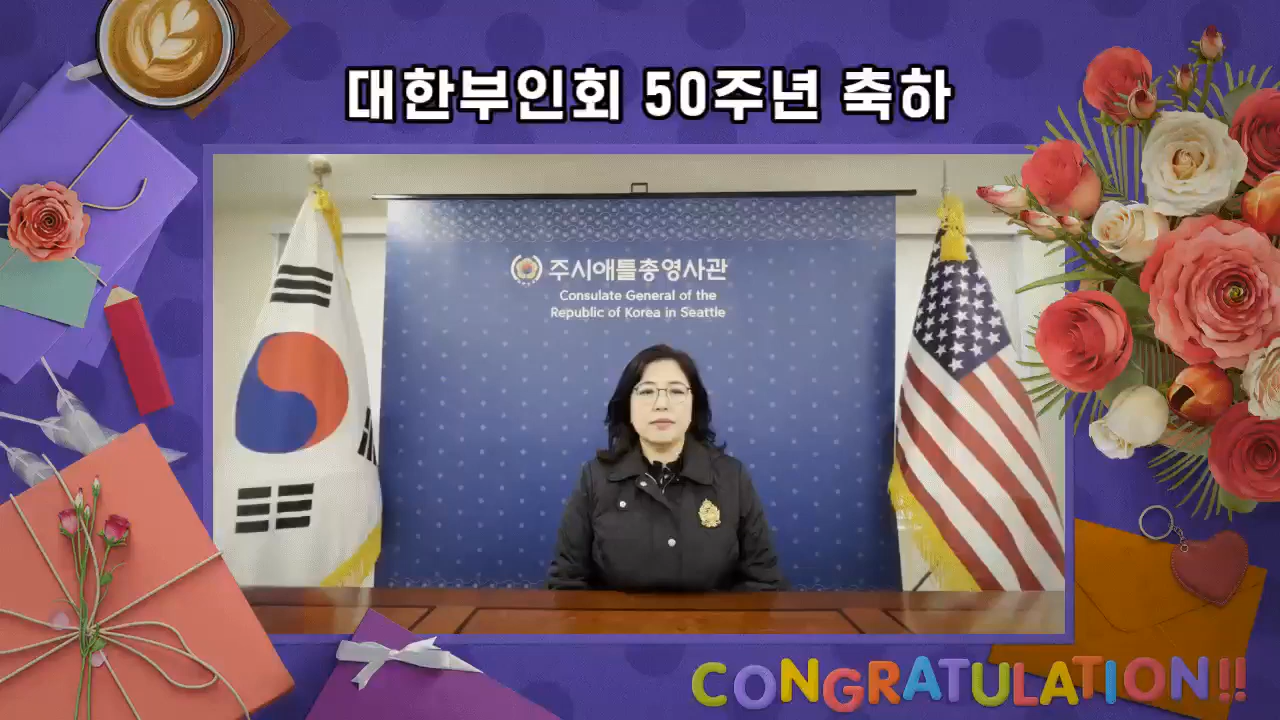 대한부인회 50주년 축하
주시애틀총영사관
Consulate General of the
Republic of Korea in Seattle
CONGRATULATION!!